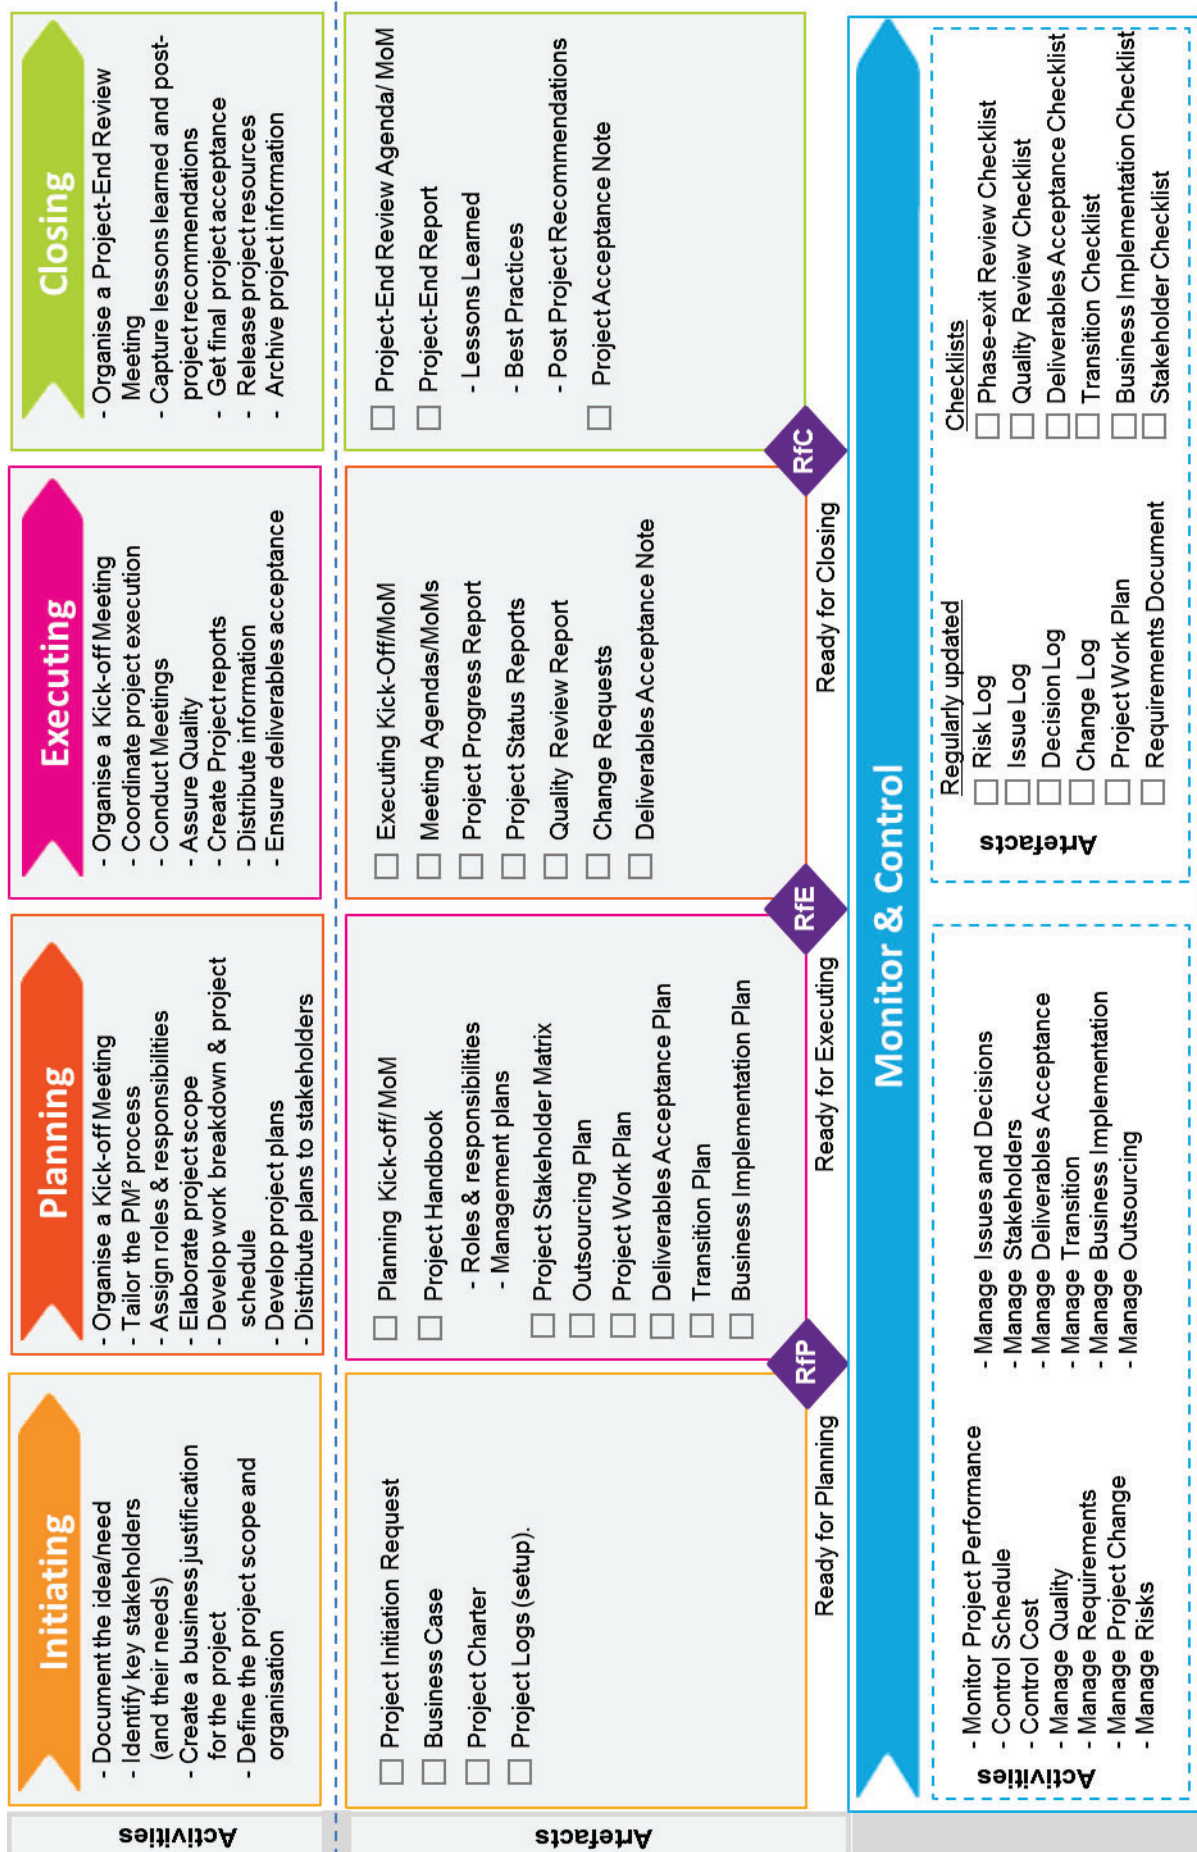 Activities
Initiating
- Document the idea/need
- Identify key stakeholders
(and their needs)
- Create a business justification
for the project
- Define the project scope and
organisation
Planning
- Organise a Kick-off Meeting
- Tailor the PM² process
- Assign roles & responsibilities
- Elaborate project scope
- Develop work breakdown & project
schedule
- Develop project plans
- Distribute plans to stakeholders
Executing
- Organise a Kick-off Meeting
- Coordinate project execution
- Conduct Meetings
- Assure Quality
- Create Project reports
- Distribute information
- Ensure deliverables acceptance
Closing
- Organise a Project-End Review
Meeting
- Capture lessons learned and post-
project recommendations
- Get final project acceptance
- Release project resources
- Archive project information
Artefacts
Project Initiation Request
Business Case
Project Charter
Project Logs (setup).
RfP
Ready for Planning
Planning Kick-off/ MoM
Project Handbook
- Roles & responsibilities
- Management plans
Project Stakeholder Matrix
Outsourcing Plan
Project Work Plan
Deliverables Acceptance Plan
Transition Plan
Business Implementation Plan
RfE
Ready for Executing
Executing Kick-Off/MoM
Meeting Agendas/MoMs
Project Progress Report
Project Status Reports
Quality Review Report
Change Requests
Deliverables Acceptance Note
RfC
Ready for Closing
Project-End Review Agenda/ MoM
Project-End Report
- Lessons Learned
- Best Practices
- Post Project Recommendations
Project Acceptance Note
Monitor & Control
Activities
- Monitor Project Performance
- Control Schedule
- Control Cost
- Manage Quality
- Manage Requirements
- Manage Project Change
- Manage Risks
- Manage Issues and Decisions
- Manage Stakeholders
- Manage Deliverables Acceptance
- Manage Transition
- Manage Business Implementation
- Manage Outsourcing
Artefacts
Regularly updated
Risk Log
Issue Log
Decision Log
Change Log
Project Work Plan
Requirements Document
Checklists
Phase-exit Review Checklist
Quality Review Checklist
Deliverables Acceptance Checklist
Transition Checklist
Business Implementation Checklist
Stakeholder Checklist